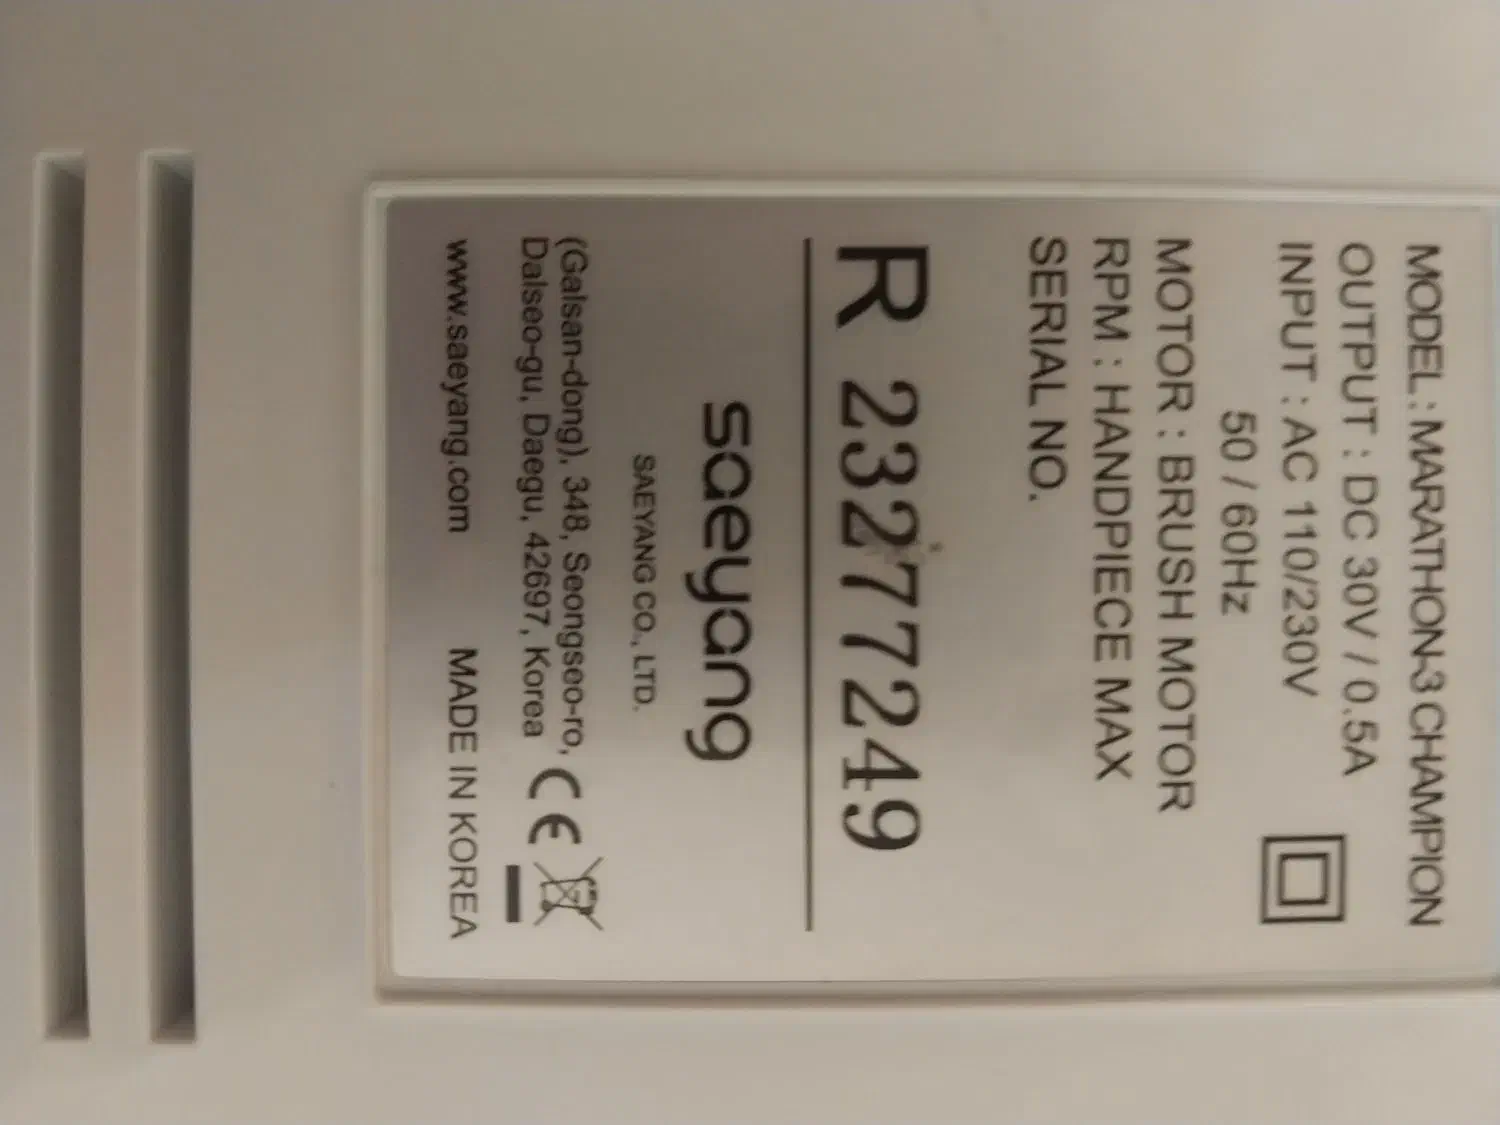 MODEL : MARATHON-3 CHAMPION
OUTPUT : DC 30V / 0.5A
INPUT : AC 110/230V
50 / 60Hz
MOTOR : BRUSH MOTOR
RPM : HANDPIECE MAX
SERIAL NO.
R 23277249
saeyang
SAEYANG CO., LTD.
(Galsan-dong), 348, Seongseo-ro,
Dalseo-gu, Daegu, 42697, Korea
CE
www.saeyang.com MADE IN KOREA